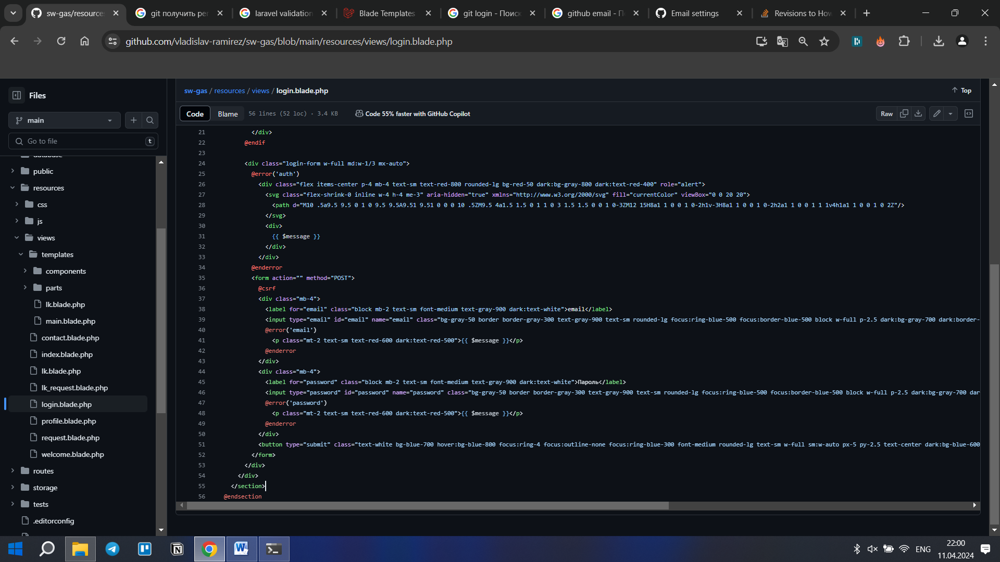 sw-gas/resources
git получить реп
laravel validation
Blade Templates
git login - Поиск
github email - П
Email settings
Revisions to How
github.com/vladislav-ramirez/sw-gas/blob/main/resources/views/login.blade.php
Files
main
Go to file
t
database
public
resources
css
js
views
templates
components
parts
lk.blade.php
main.blade.php
contact.blade.php
index.blade.php
lk.blade.php
lk_request.blade.php
login.blade.php
profile.blade.php
request.blade.php
welcome.blade.php
routes
storage
tests
.editorconfig
sw-gas / resources / views / login.blade.php
Top
Code Blame 56 lines (52 loc) · 3.4 KB Code 55% faster with GitHub Copilot
Raw
21 </div>
22 @endif
23
24 <div class="login-form w-full md:w-1/3 mx-auto">
25 @error('auth')
26 <div class="flex items-center p-4 mb-4 text-sm text-red-800 rounded-lg bg-red-50 dark:bg-gray-800 dark:text-red-400" role="alert">
27 <svg class="flex-shrink-0 inline w-4 h-4 me-3" aria-hidden="true" xmlns="http://www.w3.org/2000/svg" fill="currentColor" viewBox="0 0 20 20">
28 <path d="M10 .5a9.5 9.5 0 1 0 9.5 9.5A9.51 9.51 0 0 0 10 .5ZM9.5 4a1.5 1.5 0 1 1 0 3 1.5 1.5 0 0 1 0-3ZM12 15H8a1 1 0 0 1 0-2h1v-3H8a1 1 0 0 1 0-2h2a1 1 0 0 1 1 1v4h1a1 1 0 0 1 0 2Z"/>
29 </svg>
30 <div>
31 {{ $message }}
32 </div>
33 </div>
34 @enderror
35 <form action="" method="POST">
36 @csrf
37 <div class="mb-4">
38 <label for="email" class="block mb-2 text-sm font-medium text-gray-900 dark:text-white">email</label>
39 <input type="email" id="email" name="email" class="bg-gray-50 border border-gray-300 text-gray-900 text-sm rounded-lg focus:ring-blue-500 focus:border-blue-500 block w-full p-2.5 dark:bg-gray-700 dark:border-
40 @error('email')
41 <p class="mt-2 text-sm text-red-600 dark:text-red-500">{{ $message }}</p>
42 @enderror
43 </div>
44 <div class="mb-4">
45 <label for="password" class="block mb-2 text-sm font-medium text-gray-900 dark:text-white">Пароль</label>
46 <input type="password" id="password" name="password" class="bg-gray-50 border border-gray-300 text-gray-900 text-sm rounded-lg focus:ring-blue-500 focus:border-blue-500 block w-full p-2.5 dark:bg-gray-700 dar
47 @error('password')
48 <p class="mt-2 text-sm text-red-600 dark:text-red-500">{{ $message }}</p>
49 @enderror
50 </div>
51 <button type="submit" class="text-white bg-blue-700 hover:bg-blue-800 focus:ring-4 focus:outline-none focus:ring-blue-300 font-medium rounded-lg text-sm w-full sm:w-auto px-5 py-2.5 text-center dark:bg-blue-600
52 </form>
53 </div>
54 </div>
55 </section>
56 @endsection
ENG
22:00
11.04.2024